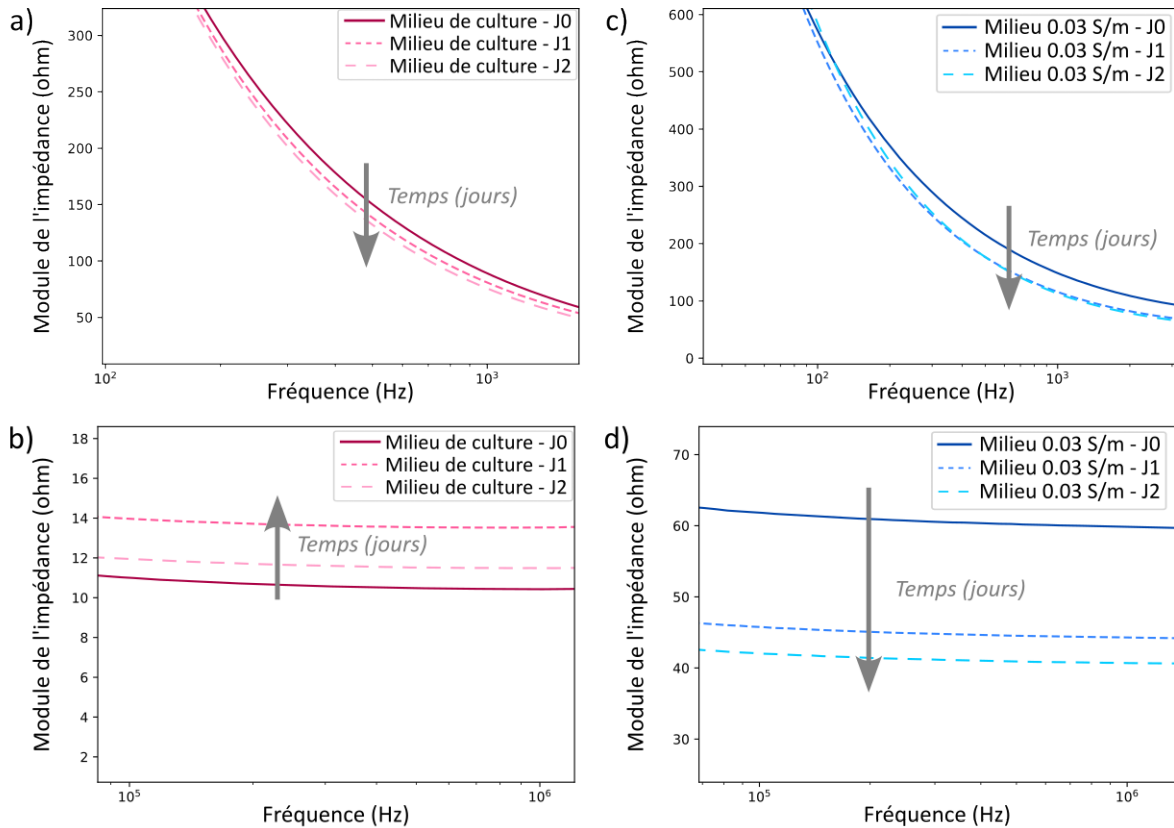 a)
Module de l'impédance (ohm)
300
250
200
150
100
50
10²
10³
Fréquence (Hz)
Milieu de culture - J0
Milieu de culture - J1
Milieu de culture - J2
Temps (jours)
c)
Module de l'impédance (ohm)
600
500
400
300
200
100
0
10²
10³
Fréquence (Hz)
Milieu 0.03 S/m - J0
Milieu 0.03 S/m - J1
Milieu 0.03 S/m - J2
Temps (jours)
b)
Module de l'impédance (ohm)
18
16
14
12
10
8
6
4
2
10⁵
10⁶
Fréquence (Hz)
Milieu de culture - J0
Milieu de culture - J1
Milieu de culture - J2
Temps (jours)
d)
Module de l'impédance (ohm)
70
60
50
40
30
10⁵
10⁶
Fréquence (Hz)
Milieu 0.03 S/m - J0
Milieu 0.03 S/m - J1
Milieu 0.03 S/m - J2
Temps (jours)